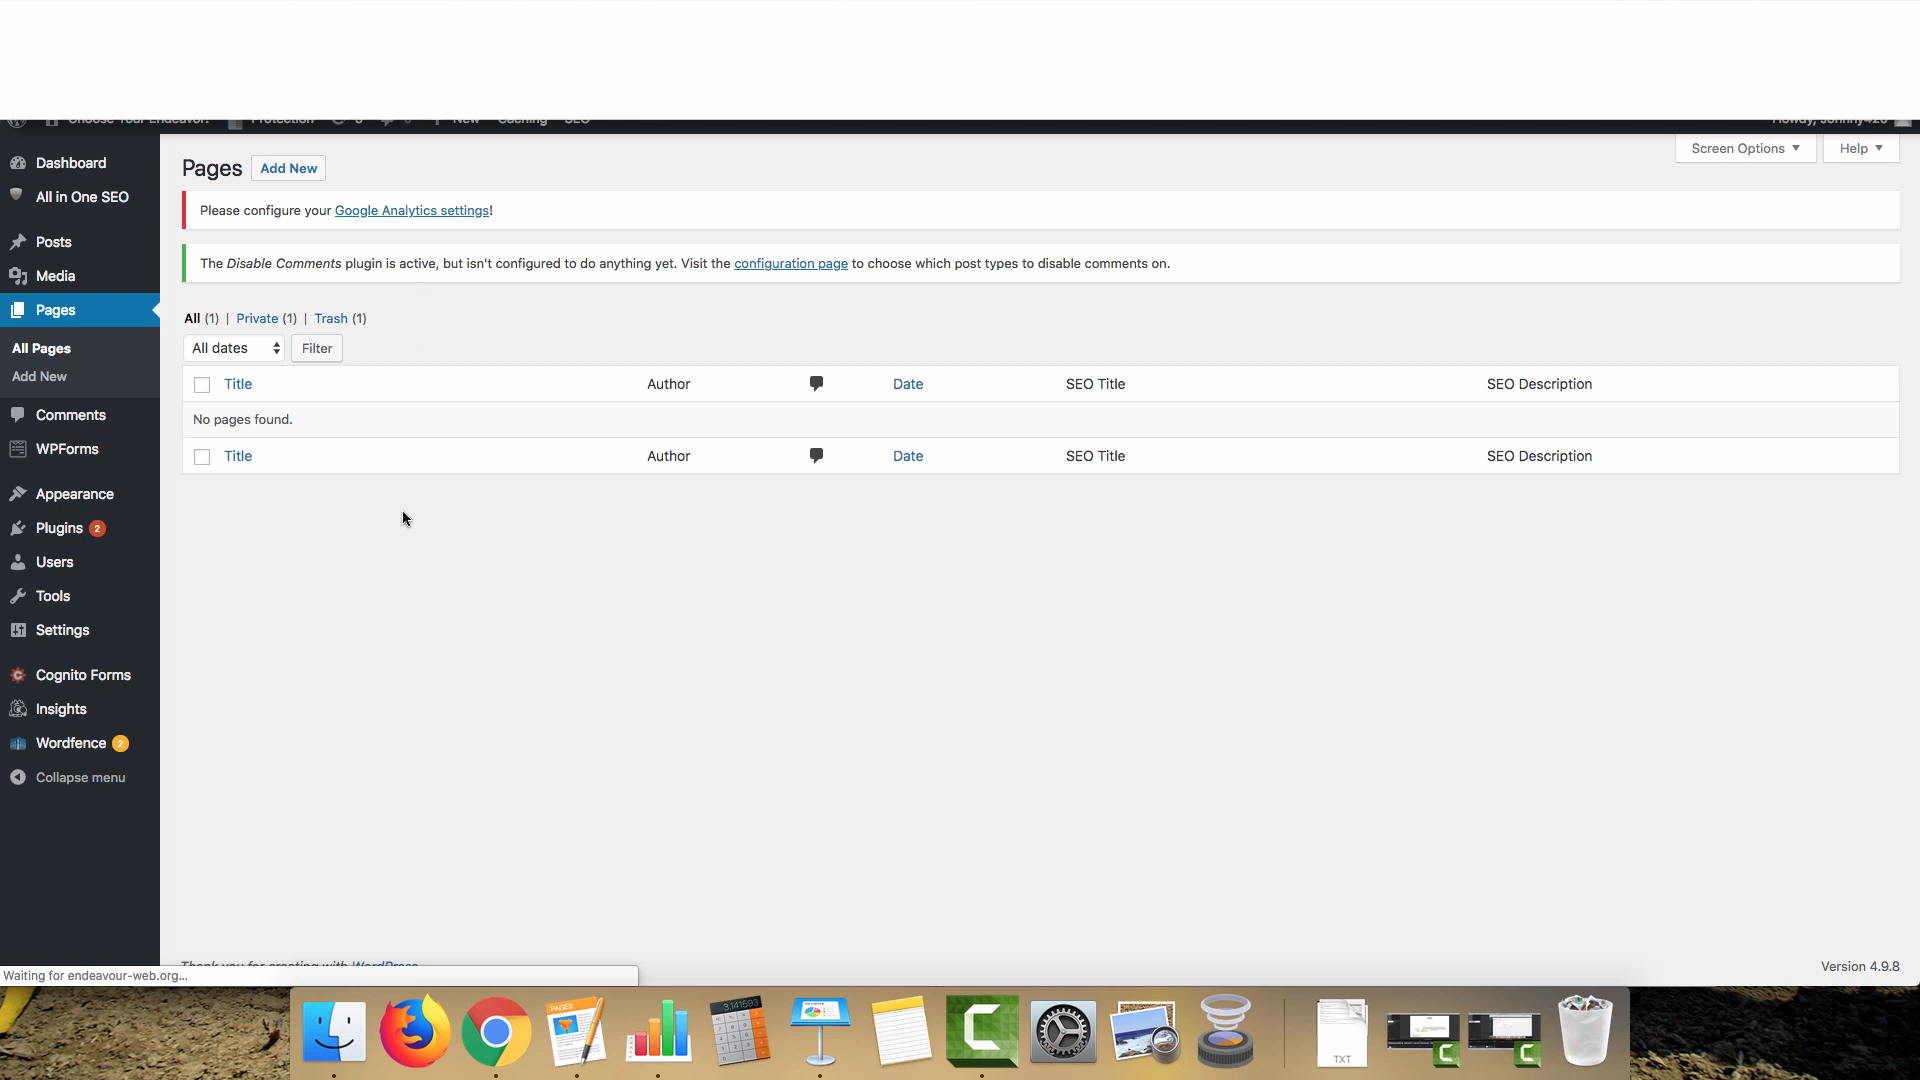 Choose Your Endeavor! Protection New Caching SEO
Howdy, Johnny420
Screen Options ▼ Help ▼
Dashboard
All in One SEO
Posts
Media
Pages
All Pages
Add New
Comments
WPForms
Appearance
Plugins 2
Users
Tools
Settings
Cognito Forms
Insights
Wordfence 2
Collapse menu
Pages Add New
Please configure your Google Analytics settings!
The Disable Comments plugin is active, but isn't configured to do anything yet. Visit the configuration page to choose which post types to disable comments on.
All (1) | Private (1) | Trash (1)
All dates Filter
Title Author Date SEO Title SEO Description
No pages found.
Title Author Date SEO Title SEO Description
Thank you for creating with WordPress
Version 4.9.8
Waiting for endeavour-web.org...
PAGES
3.141593
TXT